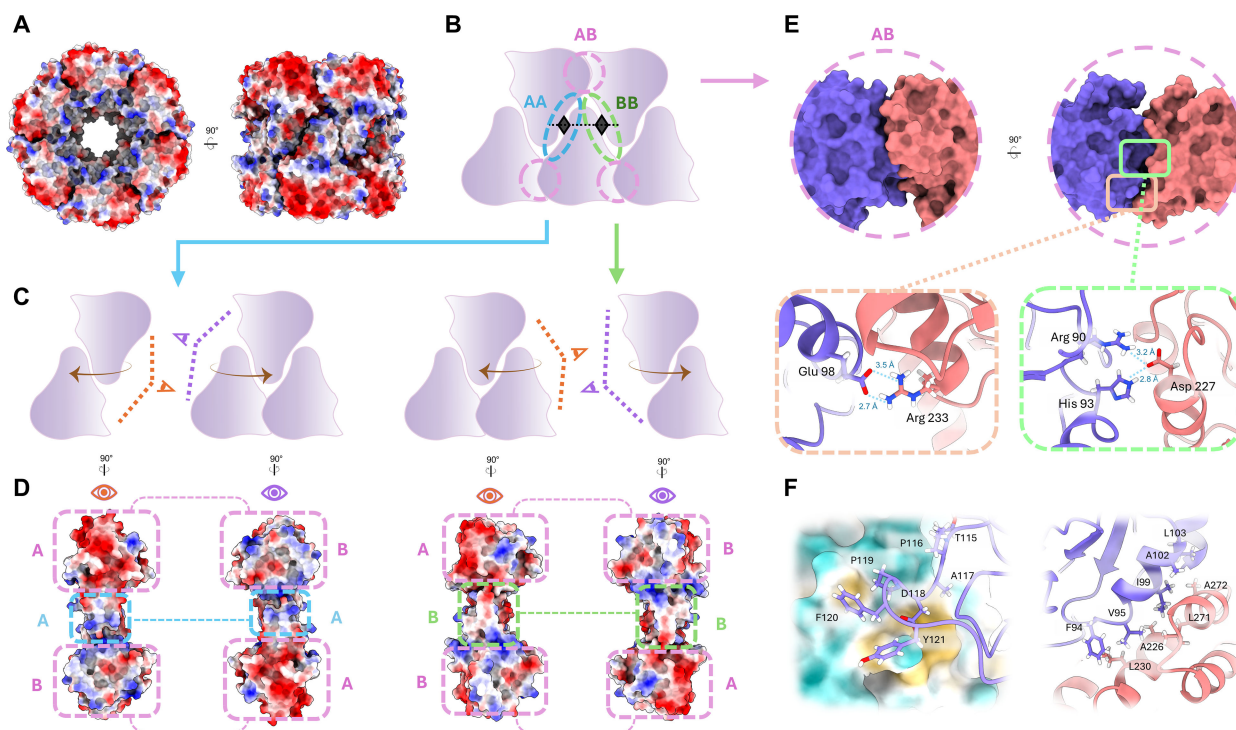 A
90°
B
AB
AA
BB
E
AB
90°
C
Glu 98
3.5 Å
2.7 Å
Arg 233
Arg 90
3.2 Å
2.8 Å
His 93
Asp 227
D
90°
90°
90°
90°
A
B
A
A
B
A
A
B
B
B
B
A
F
P116
T115
P119
A117
D118
F120
Y121
L103
A102
I99
A272
L271
V95
F94
A226
L230